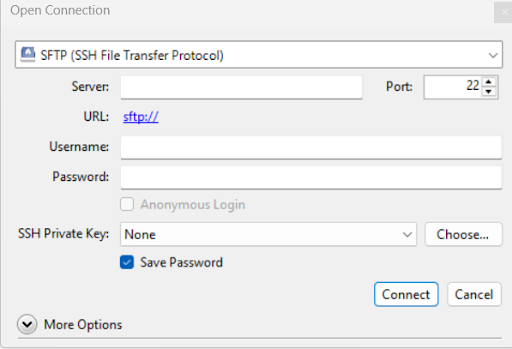 Open Connection
SFTP (SSH File Transfer Protocol)
Server: Port: 22
URL: sftp://
Username:
Password:
Anonymous Login
SSH Private Key: None Choose...
Save Password
Connect Cancel
More Options